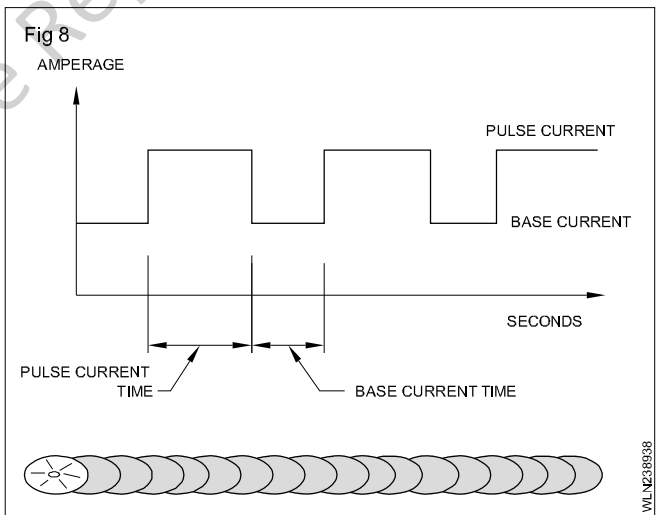 Fig 8
AMPERAGE
PULSE CURRENT
BASE CURRENT
SECONDS
PULSE CURRENT
TIME
BASE CURRENT TIME
WLN238938